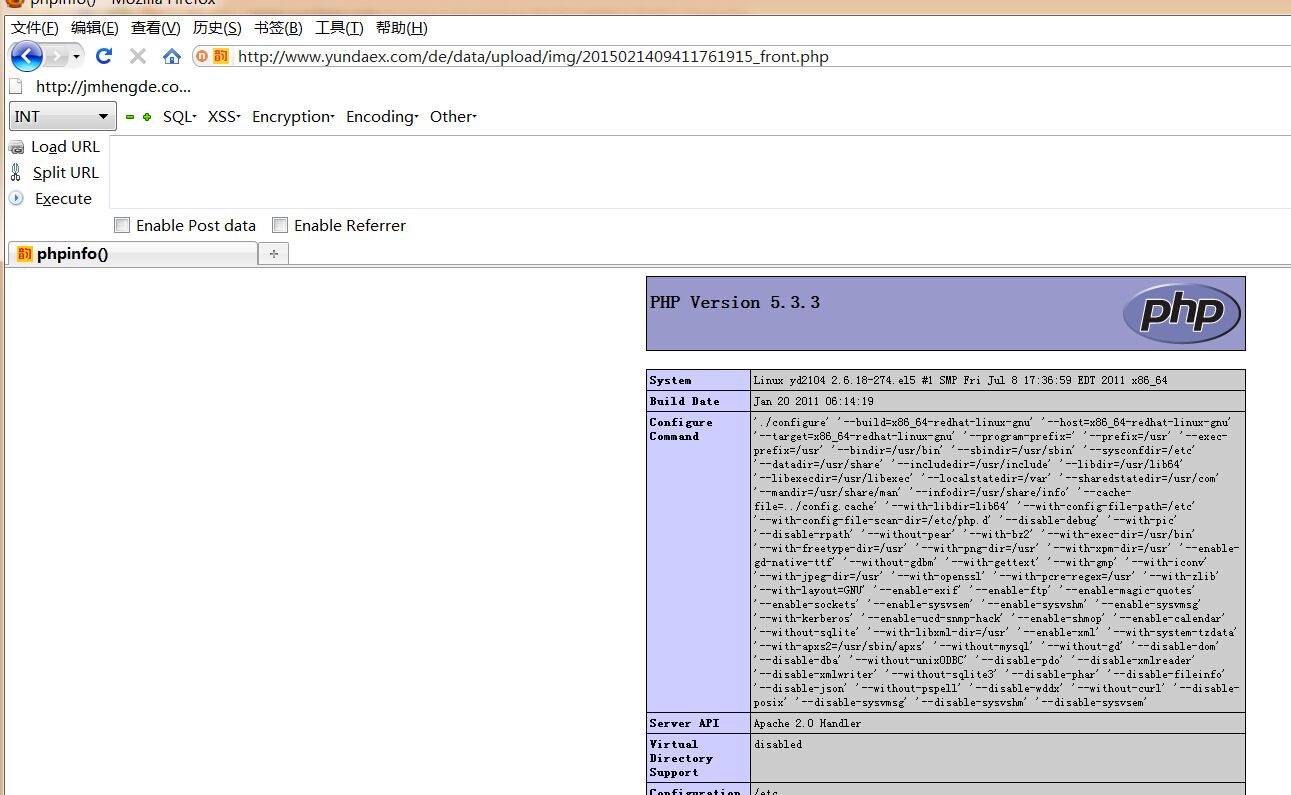 phpinfo() - Mozilla Firefox
文件(F) 编辑(E) 查看(V) 历史(S) 书签(B) 工具(T) 帮助(H)
韵 http://www.yundaex.com/de/data/upload/img/2015021409411761915_front.php
http://jmhengde.co...
INT SQL XSS Encryption Encoding Other
Load URL
Split URL
Execute
Enable Post data Enable Referrer
韵 phpinfo() +
PHP Version 5.3.3 php
System Linux yd2104 2.6.18-274.el5 #1 SMP Fri Jul 8 17:36:59 EDT 2011 x86_64
Build Date Jan 20 2011 06:14:19
Configure './configure' '--build=x86_64-redhat-linux-gnu' '--host=x86_64-redhat-linux-gnu'
Command '--target=x86_64-redhat-linux-gnu' '--program-prefix=' '--prefix=/usr' '--exec-
prefix=/usr' '--bindir=/usr/bin' '--sbindir=/usr/sbin' '--sysconfdir=/etc'
'--datadir=/usr/share' '--includedir=/usr/include' '--libdir=/usr/lib64'
'--libexecdir=/usr/libexec' '--localstatedir=/var' '--sharedstatedir=/usr/com'
'--mandir=/usr/share/man' '--infodir=/usr/share/info' '--cache-
file=../config.cache' '--with-libdir=lib64' '--with-config-file-path=/etc'
'--with-config-file-scan-dir=/etc/php.d' '--disable-debug' '--with-pic'
'--disable-rpath' '--without-pear' '--with-bz2' '--with-exec-dir=/usr/bin'
'--with-freetype-dir=/usr' '--with-png-dir=/usr' '--with-xpm-dir=/usr' '--enable-
gd-native-ttf' '--without-gdbm' '--with-gettext' '--with-gmp' '--with-iconv'
'--with-jpeg-dir=/usr' '--with-openssl' '--with-pcre-regex=/usr' '--with-zlib'
'--with-layout=GNU' '--enable-exif' '--enable-ftp' '--enable-magic-quotes'
'--enable-sockets' '--enable-sysvsem' '--enable-sysvshm' '--enable-sysvmsg'
'--with-kerberos' '--enable-ucd-snmp-hack' '--enable-shmop' '--enable-calendar'
'--without-sqlite' '--with-libxml-dir=/usr' '--enable-xml' '--with-system-tzdata'
'--with-apxs2=/usr/sbin/apxs' '--without-mysql' '--without-gd' '--disable-dom'
'--disable-dba' '--without-unixODBC' '--disable-pdo' '--disable-xmlreader'
'--disable-xmlwriter' '--without-sqlite3' '--disable-phar' '--disable-fileinfo'
'--disable-json' '--without-pspell' '--disable-wddx' '--without-curl' '--disable-
posix' '--disable-sysvmsg' '--disable-sysvshm' '--disable-sysvsem'
Server API Apache 2.0 Handler
Virtual disabled
Directory
Support
Configuration /etc